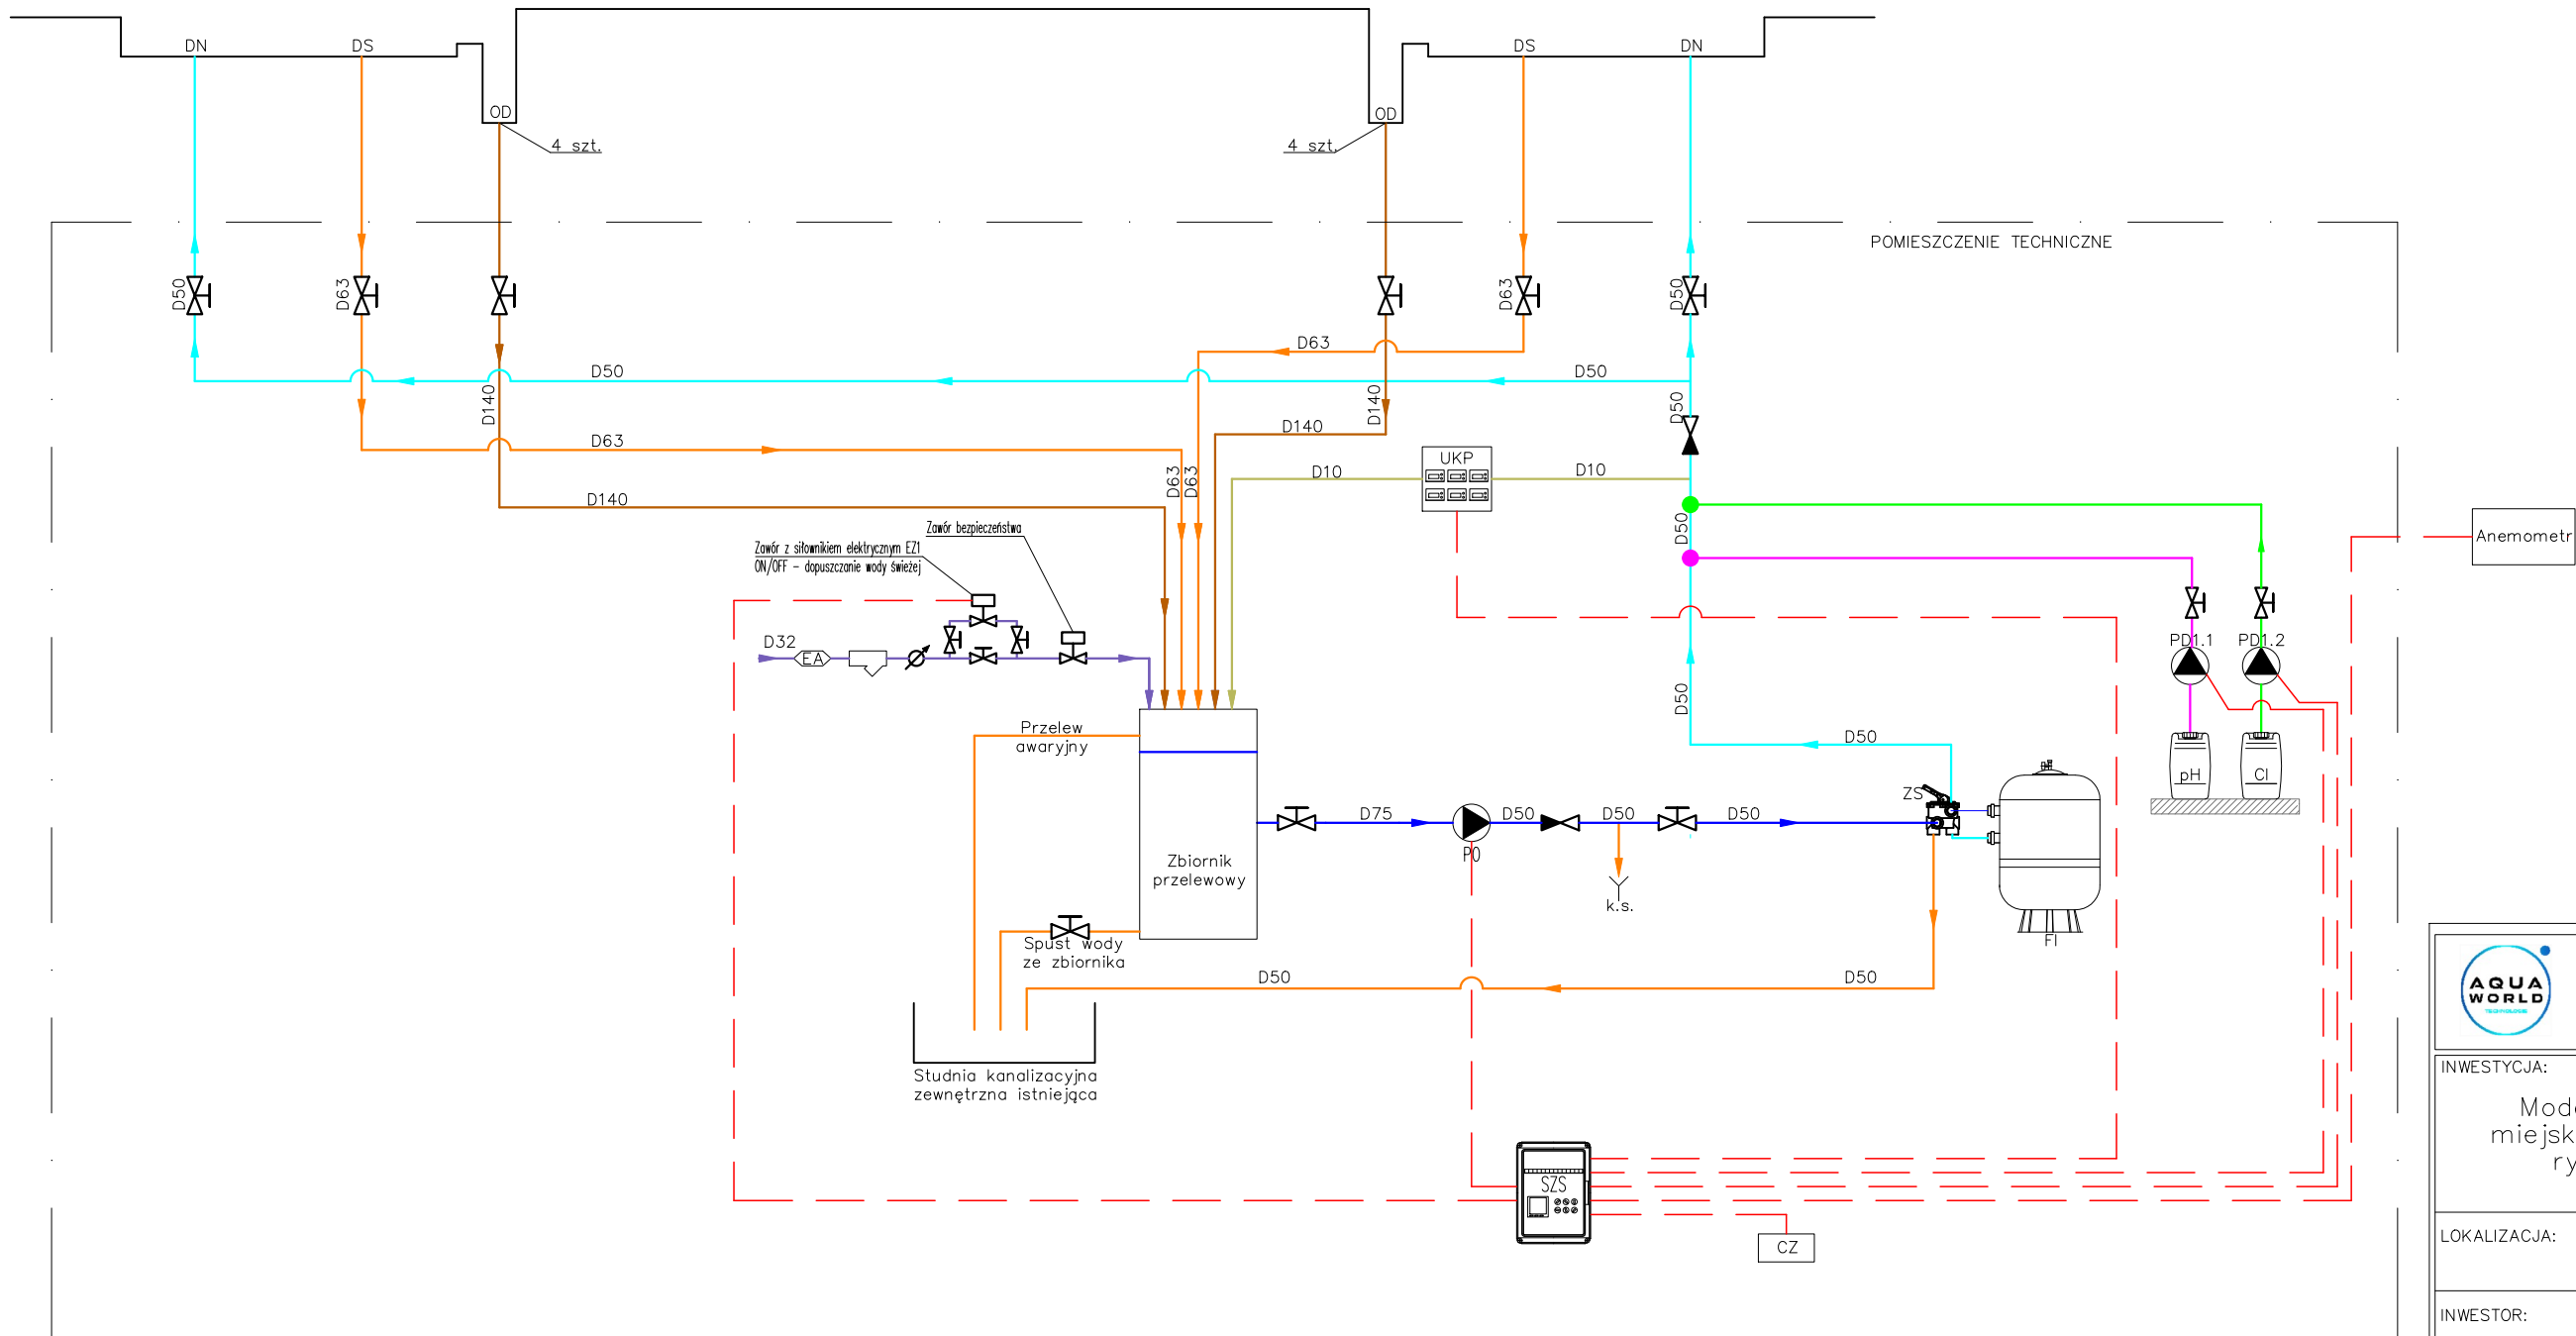 DN
DS
DS
DN
OD
OD
4 szt.
4 szt.
POMIESZCZENIE TECHNICZNE
D50
D63
D63
D50
D63
D50
D50
D140
D140
D50
D63
D140
UKP
D10
D10
D63
D63
D140
Zawór bezpieczeństwa
Zawór z siłownikiem elektrycznym EZ1
ON/OFF - dopuszczanie wody świeżej
D50
Anemometr
D32
EA
PD1.1
PD1.2
D50
Przelew
awaryjny
D50
pH
Cl
ZS
D75
D50
D50
D50
PO
Zbiornik
przelewowy
k.s.
Spust wody
ze zbiornika
FI
D50
D50
AQUA
WORLD
TECHNOLOGIE
Studnia kanalizacyjna
zewnętrzna istniejąca
INWESTYCJA:
Mod
miejsk
ry
SZS
CZ
LOKALIZACJA:
INWESTOR: